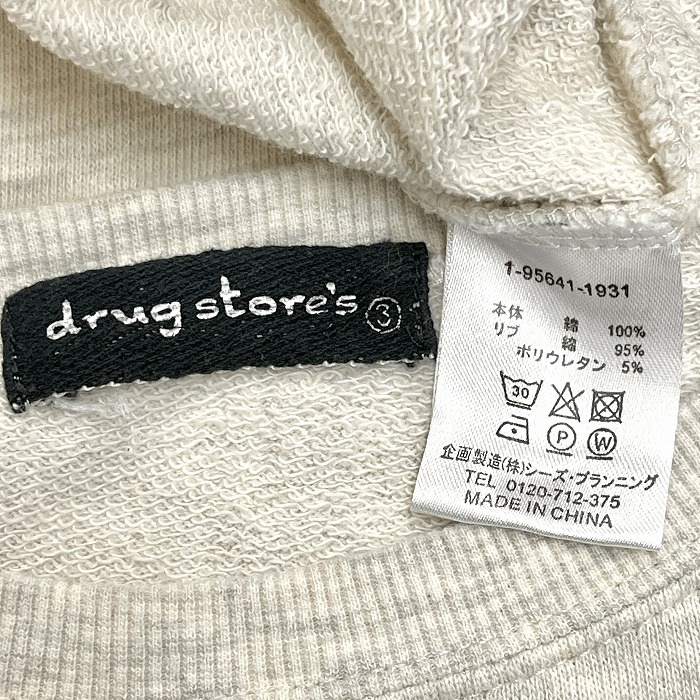 drug store's ③
1-95641-1931
本体 綿 100%
リブ 綿 95%
ポリウレタン 5%
30
P W
企画製造(株)シーズ・プランニング
TEL 0120-712-375
MADE IN CHINA